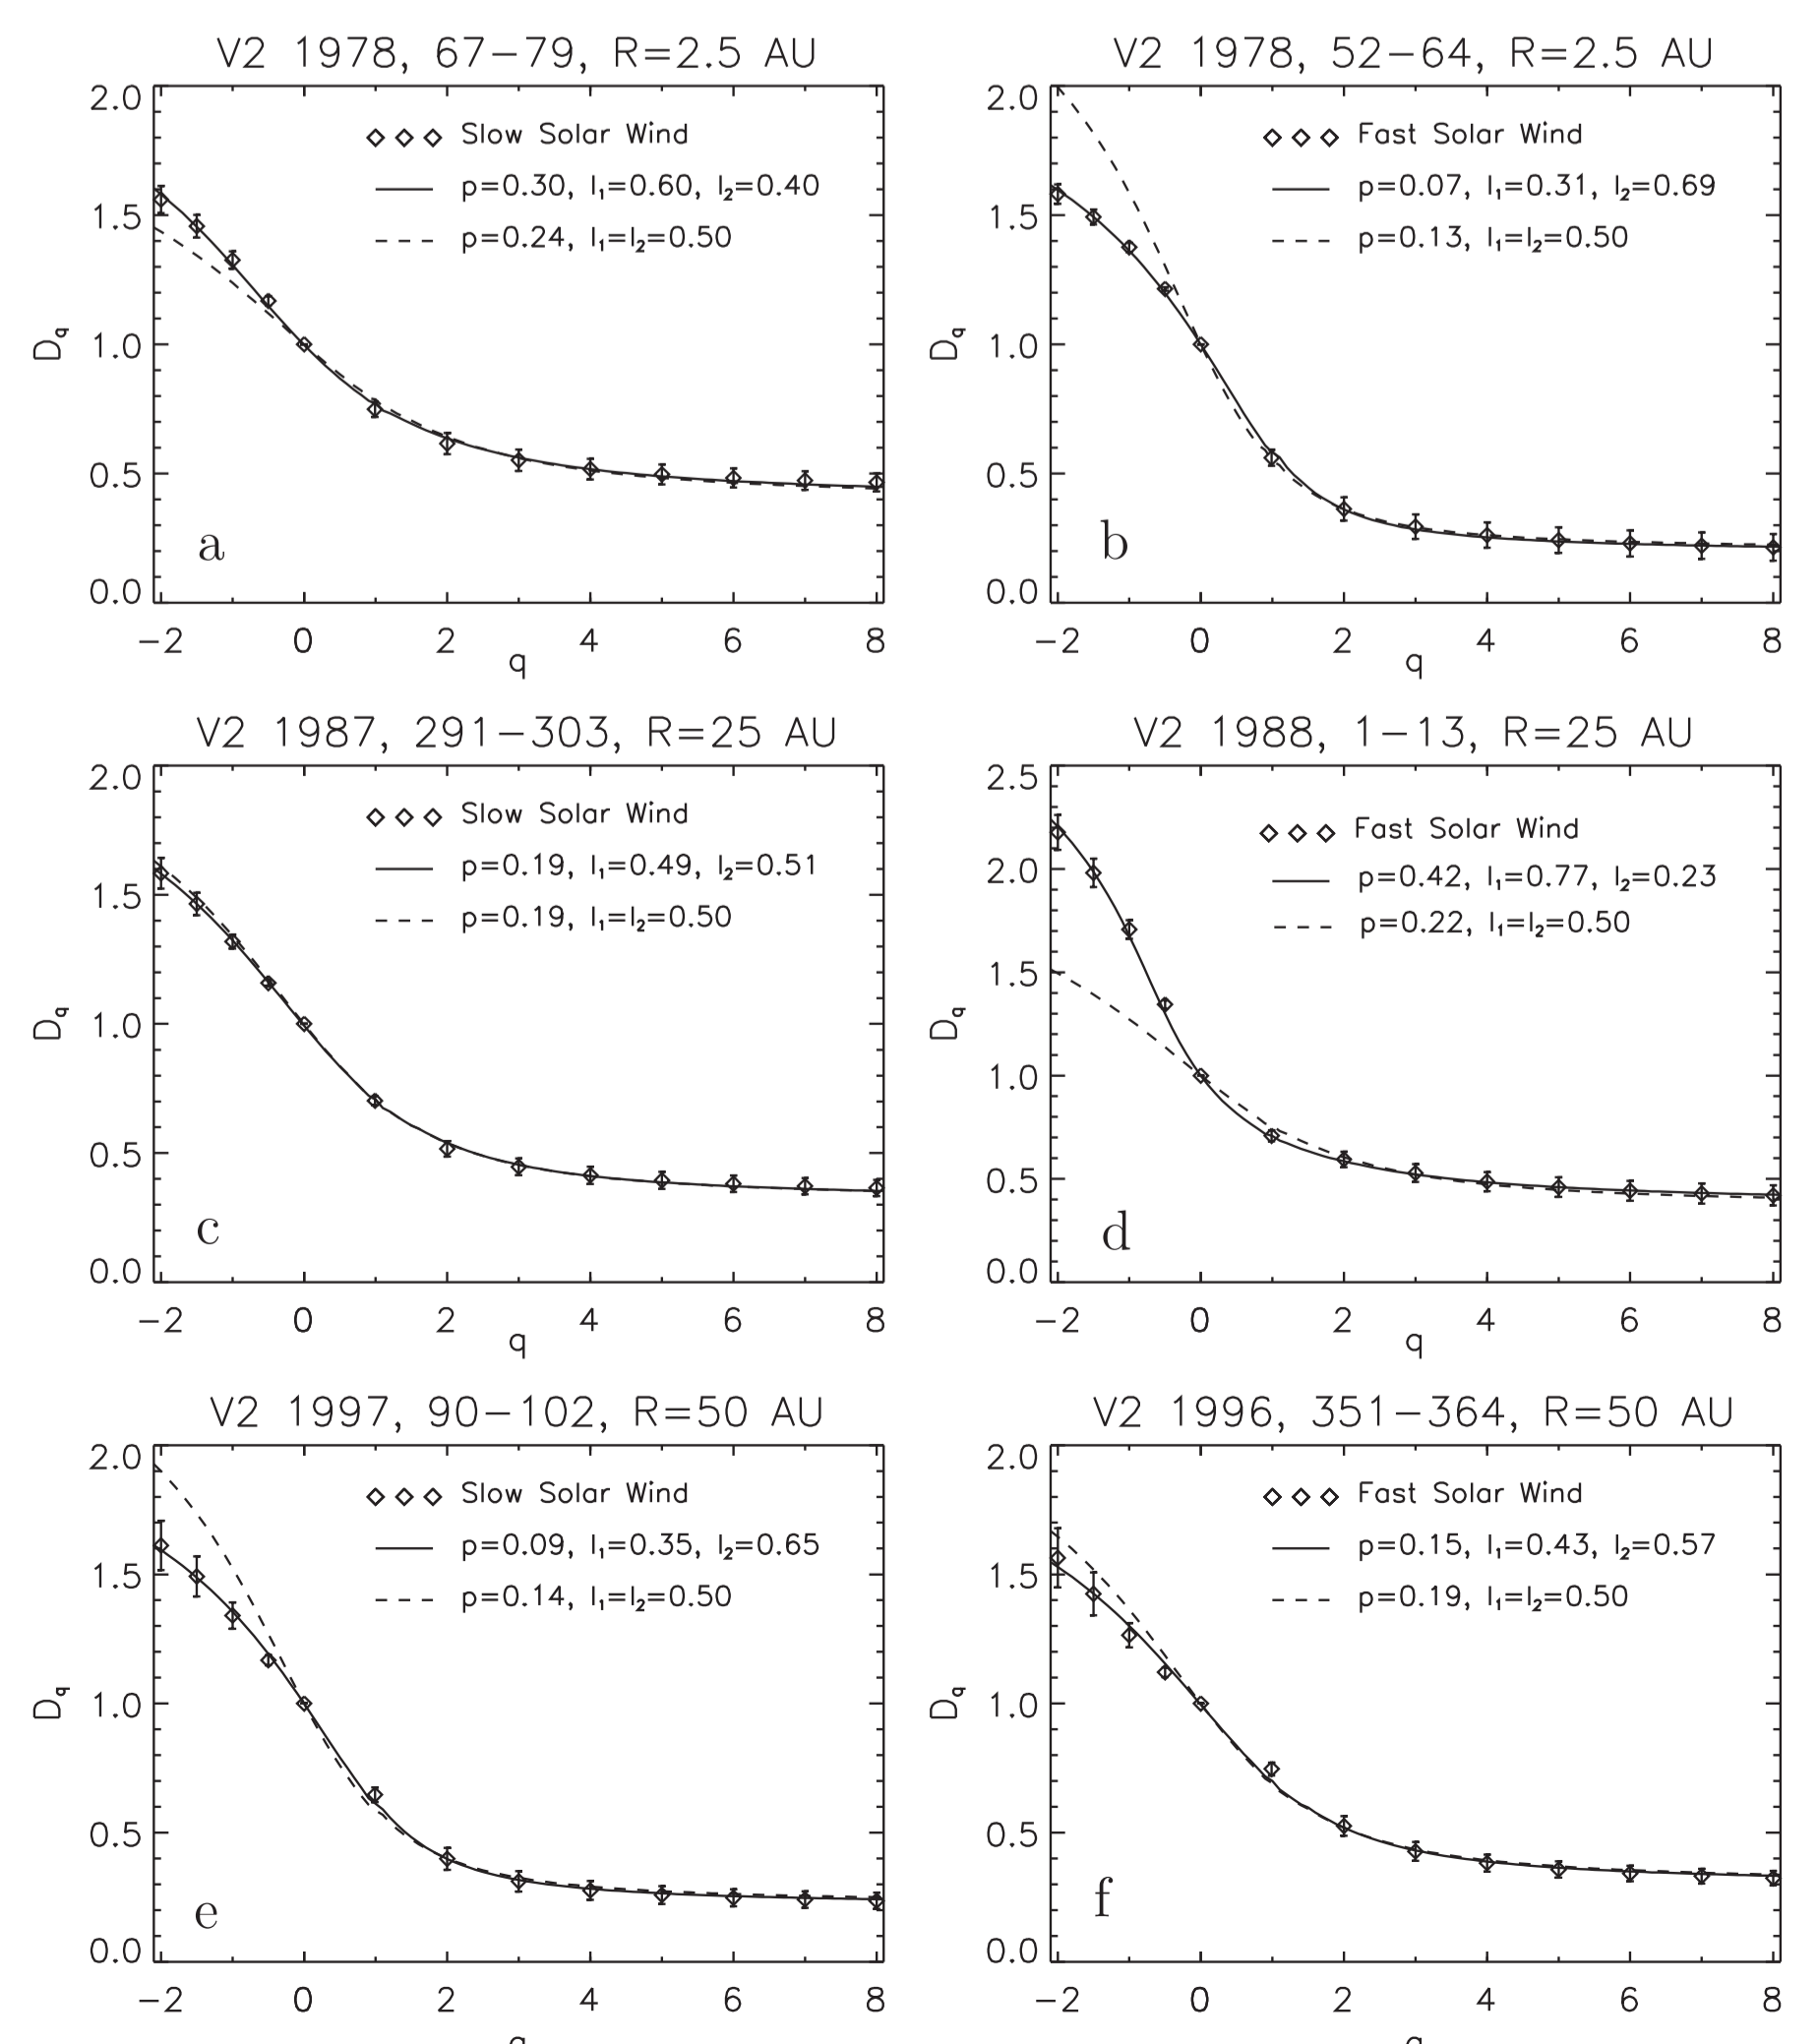 V2 1978, 67−79, R=2.5 AU
2.0
◇ ◇ ◇ Slow Solar Wind
p=0.30, l₁=0.60, l₂=0.40
1.5
p=0.24, l₁=l₂=0.50
D_q
1.0
0.5
a
0.0
−2 0 2 4 6 8
q
V2 1978, 52−64, R=2.5 AU
2.0
◇ ◇ ◇ Fast Solar Wind
p=0.07, l₁=0.31, l₂=0.69
1.5
p=0.13, l₁=l₂=0.50
D_q
1.0
0.5
b
0.0
−2 0 2 4 6 8
q
V2 1987, 291−303, R=25 AU
2.0
◇ ◇ ◇ Slow Solar Wind
p=0.19, l₁=0.49, l₂=0.51
1.5
p=0.19, l₁=l₂=0.50
D_q
1.0
0.5
c
0.0
−2 0 2 4 6 8
q
V2 1988, 1−13, R=25 AU
2.5
◇ ◇ ◇ Fast Solar Wind
2.0
p=0.42, l₁=0.77, l₂=0.23
p=0.22, l₁=l₂=0.50
1.5
D_q
1.0
0.5
d
0.0
−2 0 2 4 6 8
q
V2 1997, 90−102, R=50 AU
2.0
◇ ◇ ◇ Slow Solar Wind
p=0.09, l₁=0.35, l₂=0.65
1.5
p=0.14, l₁=l₂=0.50
D_q
1.0
0.5
e
0.0
−2 0 2 4 6 8
V2 1996, 351−364, R=50 AU
2.0
◇ ◇ ◇ Fast Solar Wind
p=0.15, l₁=0.43, l₂=0.57
1.5
p=0.19, l₁=l₂=0.50
D_q
1.0
0.5
f
0.0
−2 0 2 4 6 8